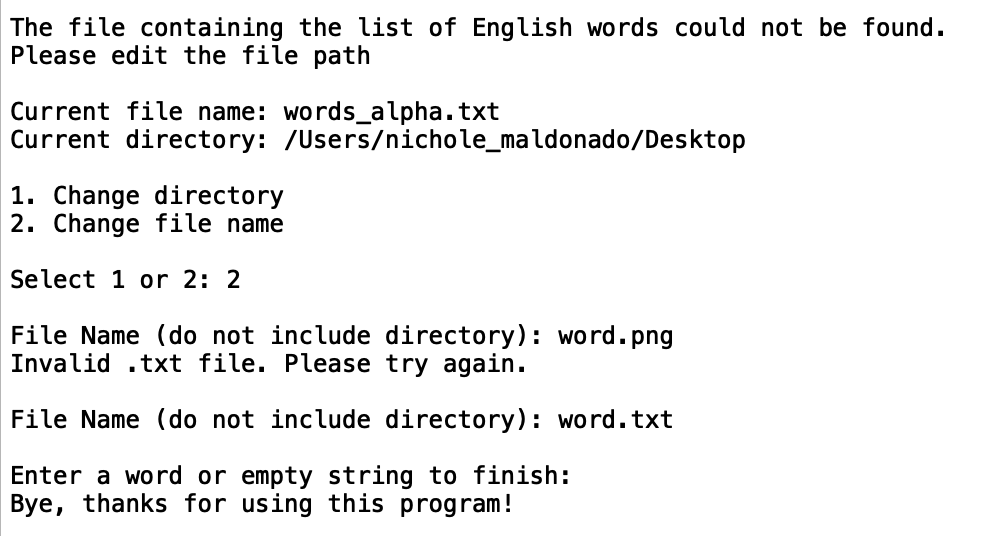 The file containing the list of English words could not be found.
Please edit the file path
Current file name: words_alpha.txt
Current directory: /Users/nichole_maldonado/Desktop
1. Change directory
2. Change file name
Select 1 or 2: 2
File Name (do not include directory): word.png
Invalid .txt file. Please try again.
File Name (do not include directory): word.txt
Enter a word or empty string to finish:
Bye, thanks for using this program!